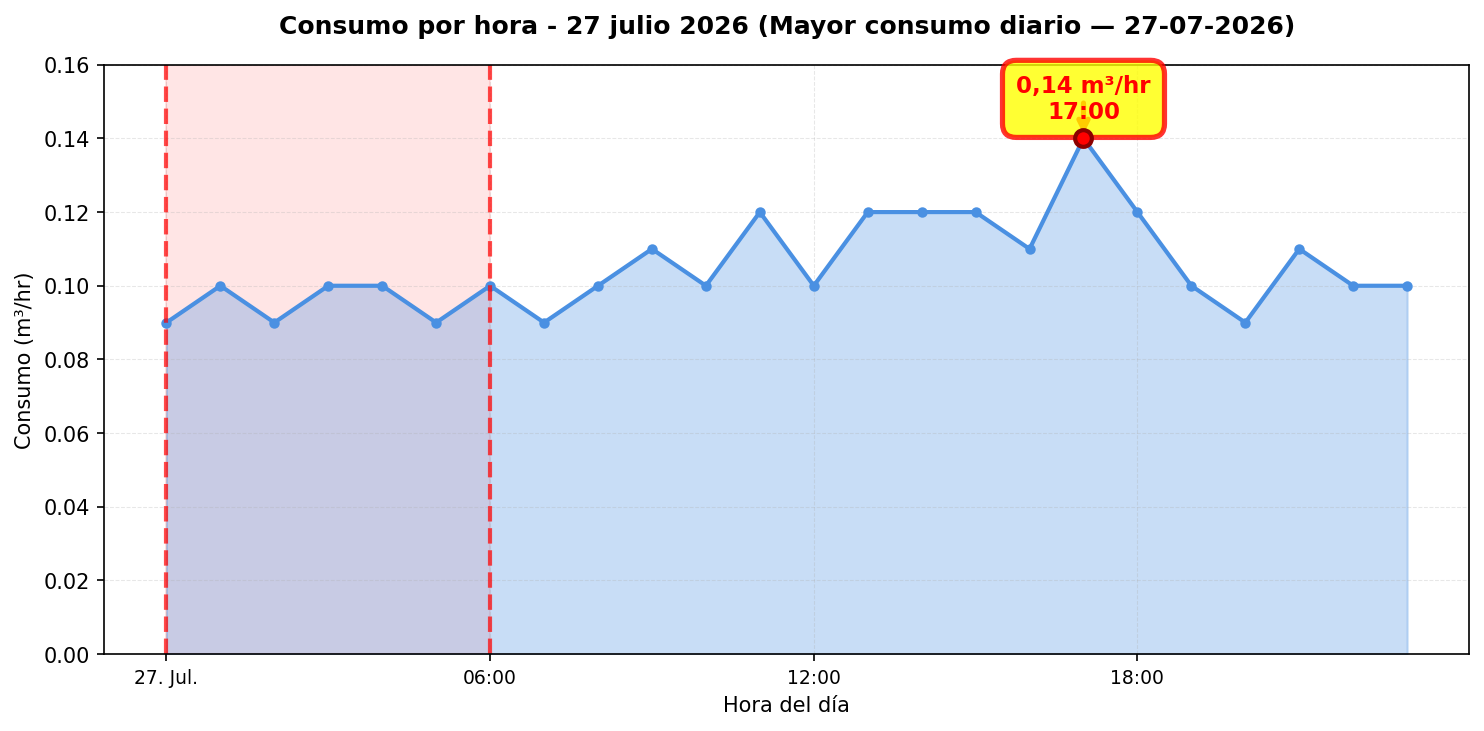 Consumo por hora - 27 julio 2026 (Mayor consumo diario — 27-07-2026)
0,14 m³/hr
17:00
Consumo (m³/hr)
0.16
0.14
0.12
0.10
0.08
0.06
0.04
0.02
0.00
27. Jul.
06:00
12:00
18:00
Hora del día